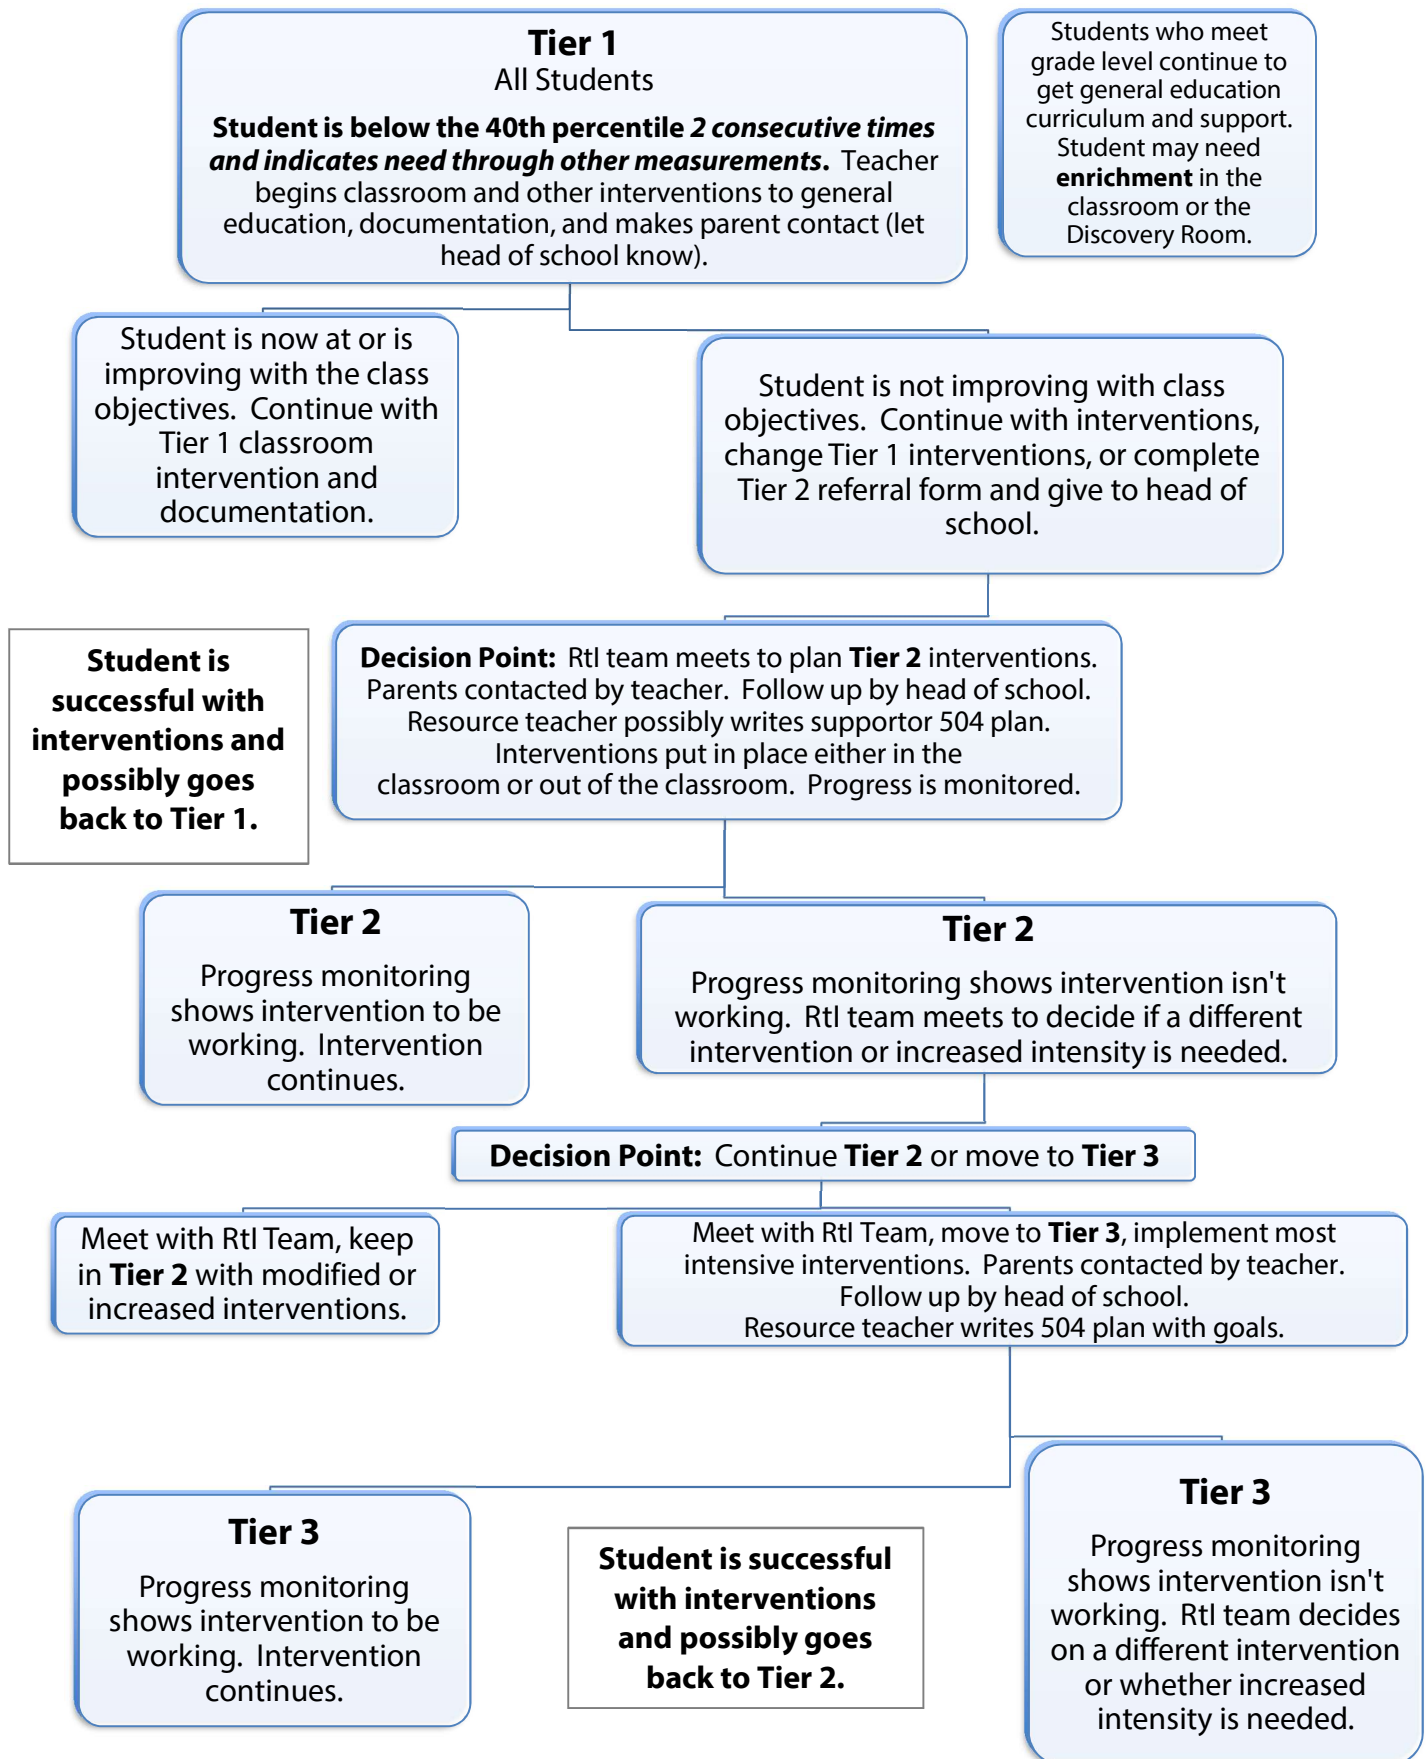 Tier 1
All Students
Student is below the 40th percentile 2 consecutive times
and indicates need through other measurements. Teacher
begins classroom and other interventions to general
education, documentation, and makes parent contact (let
head of school know).
Students who meet
grade level continue to
get general education
curriculum and support.
Student may need
enrichment in the
classroom or the
Discovery Room.
Student is now at or is
improving with the class
objectives. Continue with
Tier 1 classroom
intervention and
documentation.
Student is not improving with class
objectives. Continue with interventions,
change Tier 1 interventions, or complete
Tier 2 referral form and give to head of
school.
Student is
successful with
interventions and
possibly goes
back to Tier 1.
Decision Point: RtI team meets to plan Tier 2 interventions.
Parents contacted by teacher. Follow up by head of school.
Resource teacher possibly writes supportor 504 plan.
Interventions put in place either in the
classroom or out of the classroom. Progress is monitored.
Tier 2
Progress monitoring
shows intervention to be
working. Intervention
continues.
Tier 2
Progress monitoring shows intervention isn't
working. RtI team meets to decide if a different
intervention or increased intensity is needed.
Decision Point: Continue Tier 2 or move to Tier 3
Meet with RtI Team, keep
in Tier 2 with modified or
increased interventions.
Meet with RtI Team, move to Tier 3, implement most
intensive interventions. Parents contacted by teacher.
Follow up by head of school.
Resource teacher writes 504 plan with goals.
Tier 3
Progress monitoring
shows intervention to be
working. Intervention
continues.
Student is successful
with interventions
and possibly goes
back to Tier 2.
Tier 3
Progress monitoring
shows intervention isn't
working. RtI team decides
on a different intervention
or whether increased
intensity is needed.